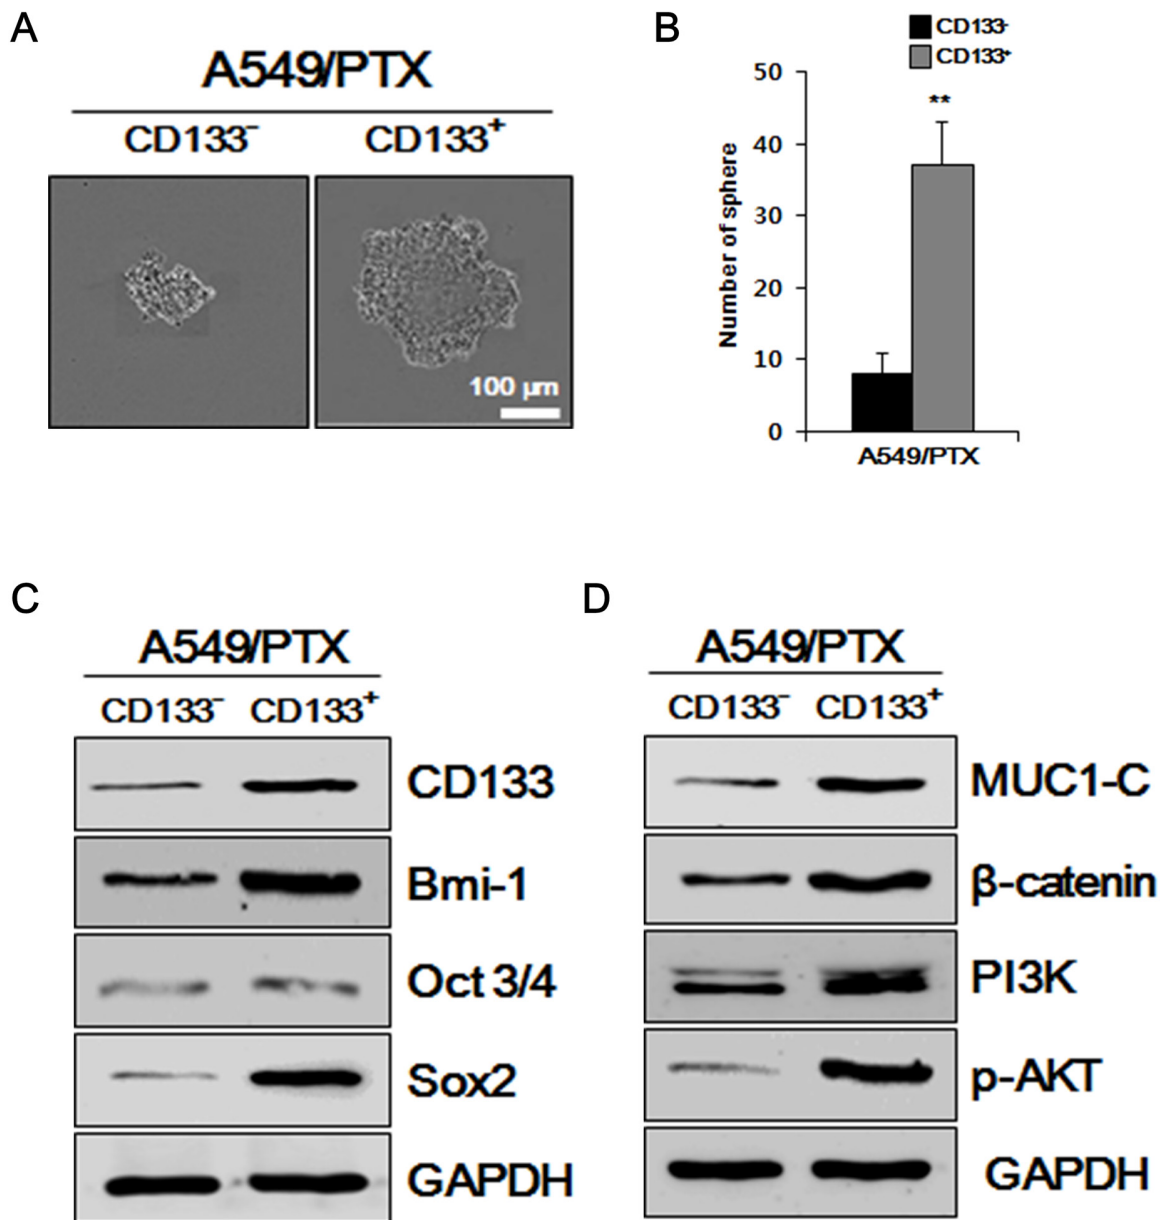 A
A549/PTX
CD133⁻ CD133⁺
100 µm
B
CD133⁻
CD133⁺
50
40
30
20
10
0
**
Number of sphere
A549/PTX
C
A549/PTX
CD133⁻ CD133⁺
CD133
Bmi-1
Oct 3/4
Sox2
GAPDH
D
A549/PTX
CD133⁻ CD133⁺
MUC1-C
β-catenin
PI3K
p-AKT
GAPDH